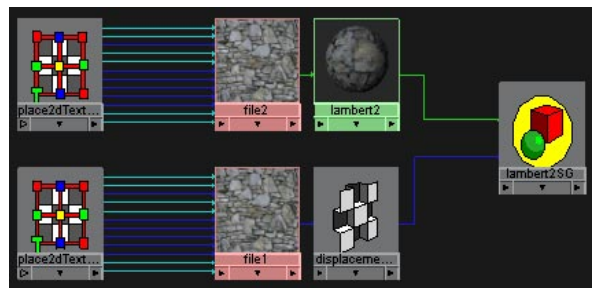 place2dText...
file2
lambert2
lambert2SG
place2dText...
file1
displaceme...